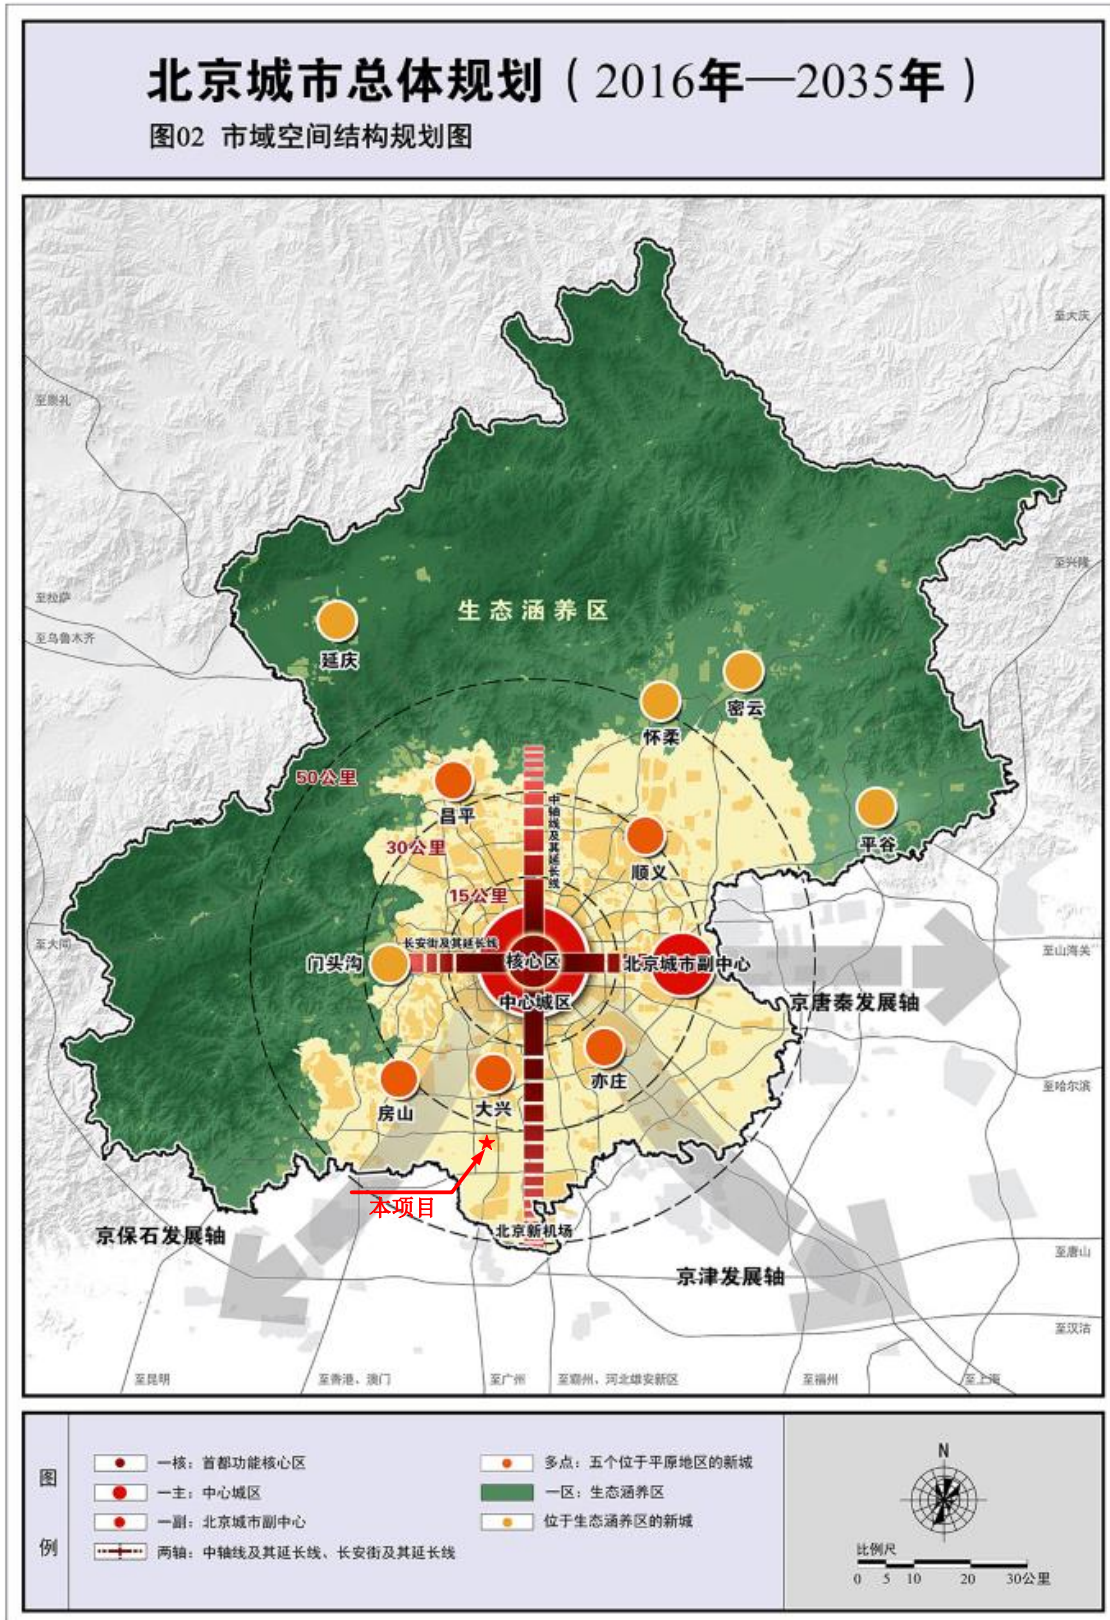 北京城市总体规划（2016年—2035年）
图02 市域空间结构规划图
至大庆
至崇礼
至兴隆
至拉萨
至乌鲁木齐
生态涵养区
延庆
密云
怀柔
50公里
昌平
中轴线及其延长线
平谷
30公里
顺义
15公里
长安街及其延长线
至大同
门头沟
核心区
北京城市副中心
至山海关
中心城区
京唐秦发展轴
亦庄
至哈尔滨
房山
大兴
本项目
京保石发展轴
北京新机场
至唐山
京津发展轴
至汉沽
至昆明
至香港、澳门
至广州
至霸州、河北雄安新区
至福州
至上海
图例
一核：首都功能核心区
一主：中心城区
一副：北京城市副中心
两轴：中轴线及其延长线、长安街及其延长线
多点：五个位于平原地区的新城
一区：生态涵养区
位于生态涵养区的新城
N
比例尺
0 5 10 20 30公里